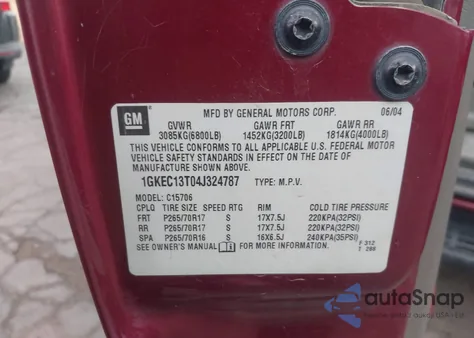 GM
MFD BY GENERAL MOTORS CORP. 06/04
GVWR GAWR FRT GAWR RR
3085KG(6800LB) 1452KG(3200LB) 1814KG(4000LB)
THIS VEHICLE CONFORMS TO ALL APPLICABLE U.S. FEDERAL MOTOR
VEHICLE SAFETY STANDARDS IN EFFECT ON THE DATE OF
MANUFACTURE SHOWN ABOVE.
1GKEC13T04J324787 TYPE: M.P.V.
MODEL: C15706
CPLQ TIRE SIZE SPEED RTG RIM COLD TIRE PRESSURE
FRT P265/70R17 S 17X7.5J 220KPA(32PSI)
RR P265/70R17 S 17X7.5J 220KPA(32PSI)
SPA P265/70R16 S 16X6.5J 240KPA(35PSI)
SEE OWNER'S MANUAL FOR MORE INFORMATION.
F 312
T 288
autoSnap